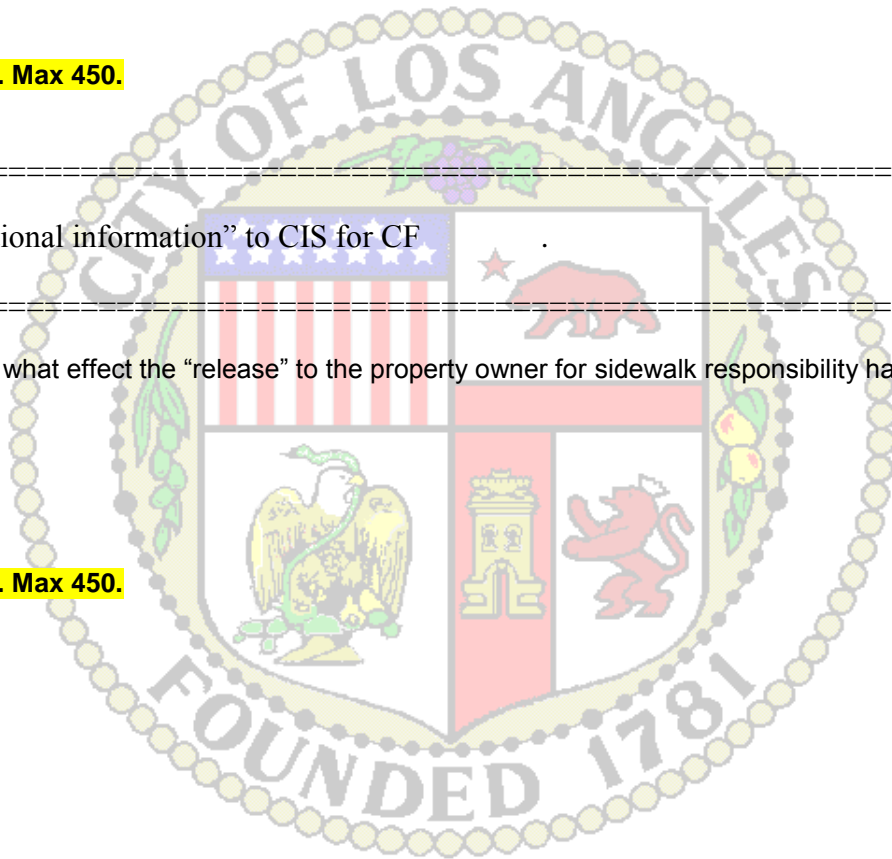 . Max 450.
CITY OF LOS ANGELES
ional information” to CIS for CF .
what effect the “release” to the property owner for sidewalk responsibility ha
. Max 450.
FOUNDED 1781